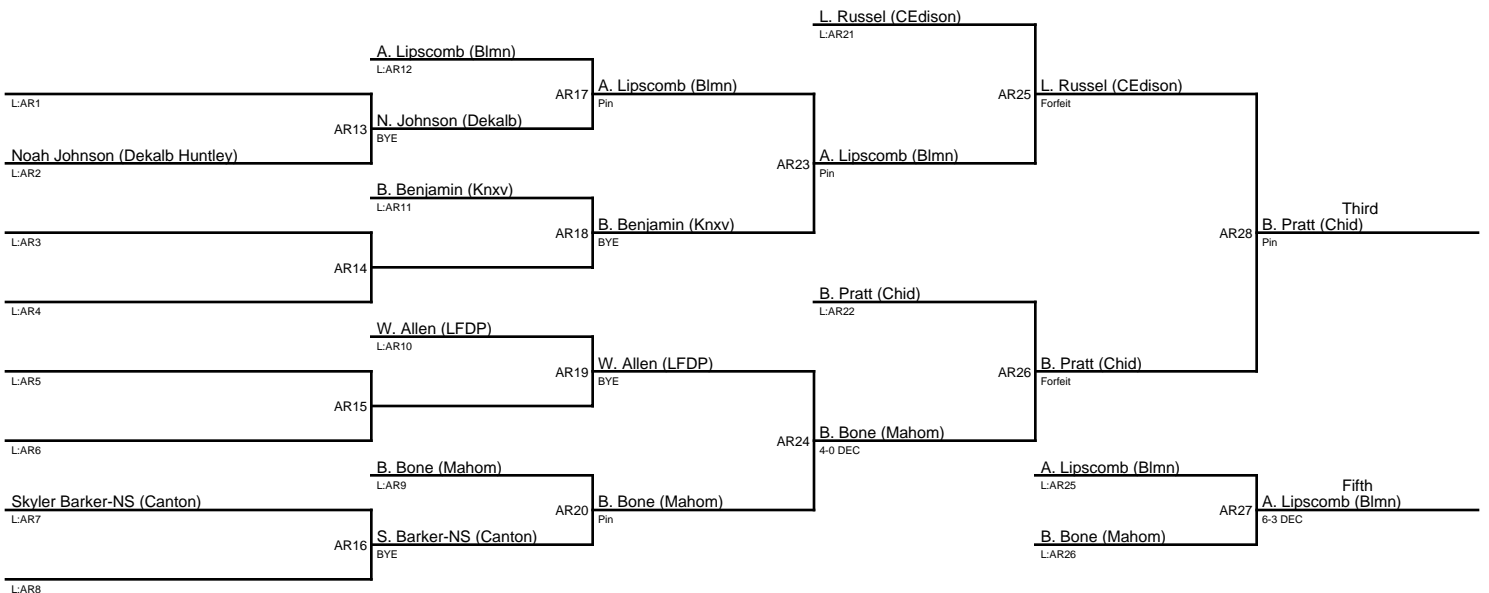 L. Russel (CEdison)
L:AR21
A. Lipscomb (Blmn)
L:AR12
AR17
A. Lipscomb (Blmn)
Pin
AR25
L. Russel (CEdison)
Forfeit
L:AR1
AR13
N. Johnson (Dekalb)
BYE
Noah Johnson (Dekalb Huntley)
L:AR2
AR23
A. Lipscomb (Blmn)
Pin
B. Benjamin (Knxv)
L:AR11
L:AR3
AR18
B. Benjamin (Knxv)
BYE
AR28
Third
B. Pratt (Chid)
Pin
AR14
L:AR4
B. Pratt (Chid)
L:AR22
W. Allen (LFDP)
L:AR10
L:AR5
AR19
W. Allen (LFDP)
BYE
AR26
B. Pratt (Chid)
Forfeit
AR15
L:AR6
AR24
B. Bone (Mahom)
4-0 DEC
B. Bone (Mahom)
L:AR9
A. Lipscomb (Blmn)
L:AR25
Skyler Barker-NS (Canton)
L:AR7
AR20
B. Bone (Mahom)
Pin
AR27
Fifth
A. Lipscomb (Blmn)
6-3 DEC
AR16
S. Barker-NS (Canton)
BYE
B. Bone (Mahom)
L:AR26
L:AR8